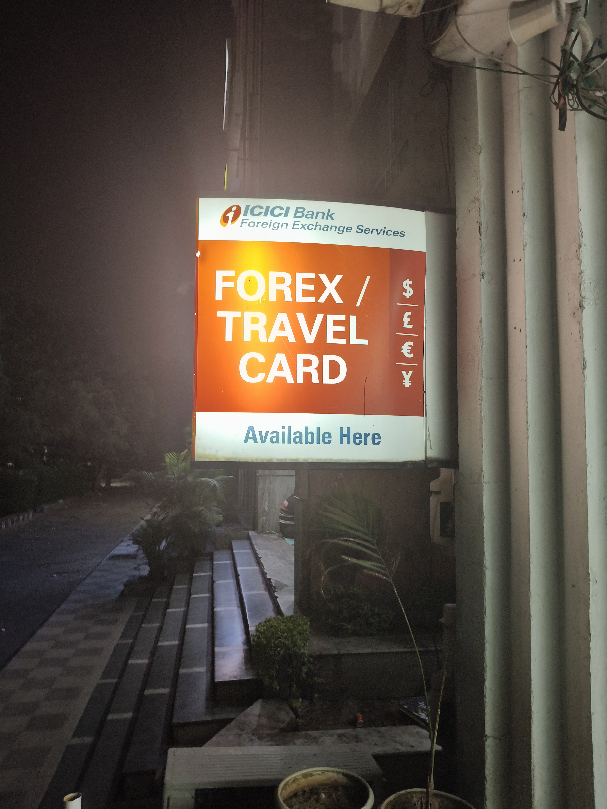 ICICI Bank
Foreign Exchange Services
FOREX /
TRAVEL
CARD
$
£
€
¥
Available Here